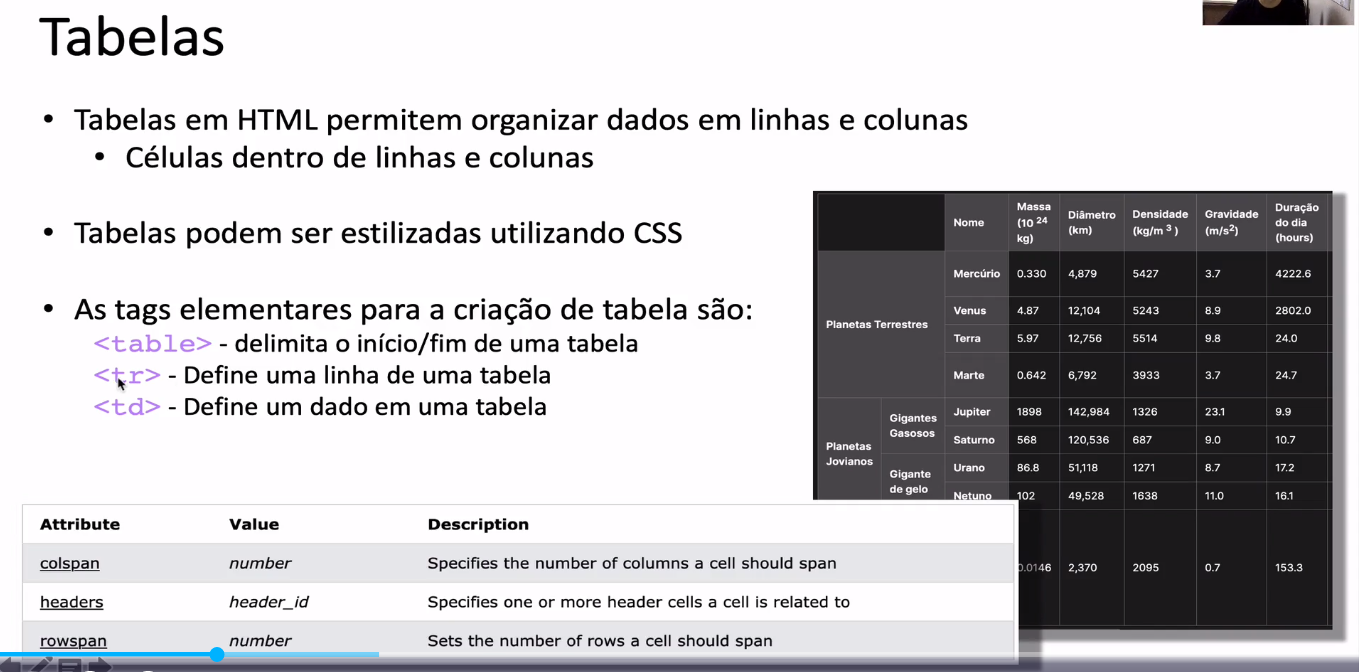 Tabelas
• Tabelas em HTML permitem organizar dados em linhas e colunas
• Células dentro de linhas e colunas
• Tabelas podem ser estilizadas utilizando CSS
• As tags elementares para a criação de tabela são:
<table> - delimita o início/fim de uma tabela
<tr> - Define uma linha de uma tabela
<td> - Define um dado em uma tabela
Nome Massa (10 24 kg) Diâmetro (km) Densidade (kg/m 3 ) Gravidade (m/s2) Duração do dia (hours)
Planetas Terrestres
Mercúrio 0.330 4,879 5427 3.7 4222.6
Venus 4.87 12,104 5243 8.9 2802.0
Terra 5.97 12,756 5514 9.8 24.0
Marte 0.642 6,792 3933 3.7 24.7
Planetas Jovianos
Gigantes Gasosos
Jupiter 1898 142,984 1326 23.1 9.9
Saturno 568 120,536 687 9.0 10.7
Gigante de gelo
Urano 86.8 51,118 1271 8.7 17.2
Netuno 102 49,528 1638 11.0 16.1
0.0146 2,370 2095 0.7 153.3
Attribute Value Description
colspan number Specifies the number of columns a cell should span
headers header_id Specifies one or more header cells a cell is related to
rowspan number Sets the number of rows a cell should span